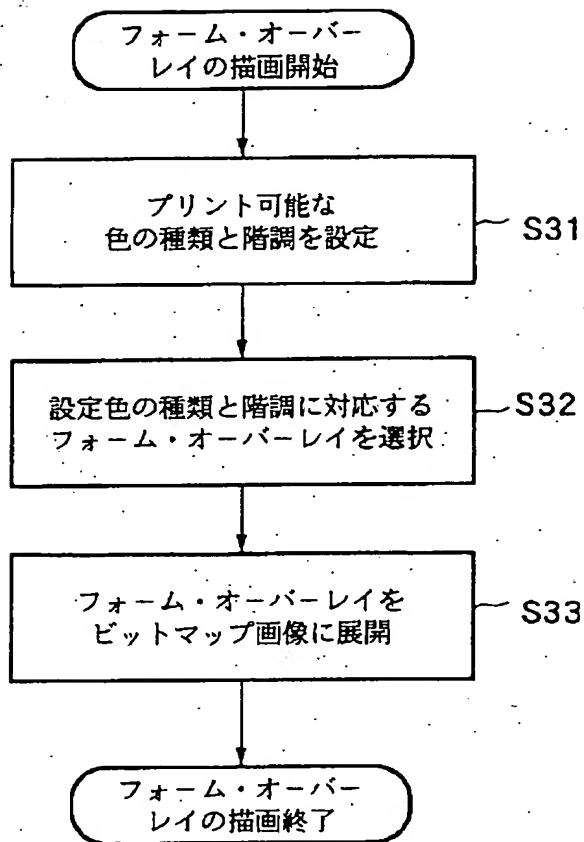 フォーム・オーバー
レイの描画開始
プリント可能な
色の種類と階調を設定
S31
設定色の種類と階調に対応する
フォーム・オーバーレイを選択
S32
フォーム・オーバーレイを
ビットマップ画像に展開
S33
フォーム・オーバー
レイの描画終了